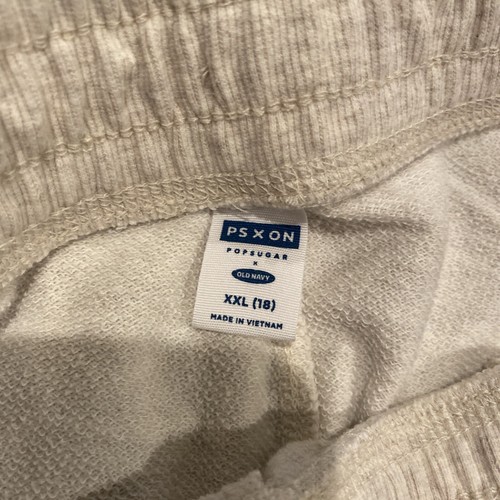 PS X ON
POPSUGAR
x
OLD NAVY
XXL (18)
MADE IN VIETNAM